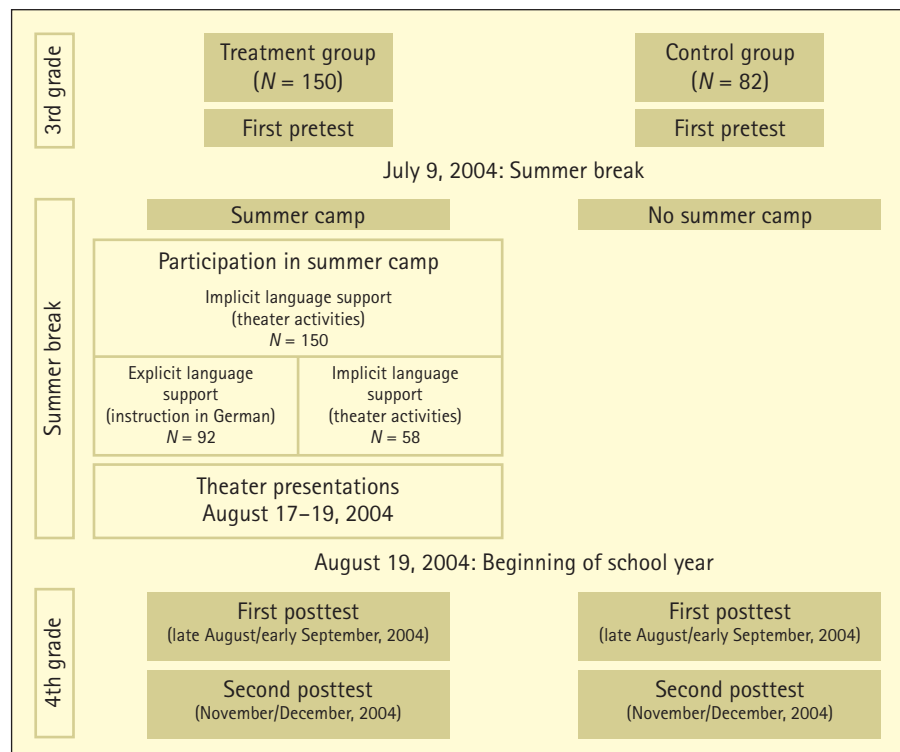 3rd grade
Treatment group
(N = 150)
Control group
(N = 82)
First pretest
First pretest
July 9, 2004: Summer break
Summer break
Summer camp
No summer camp
Participation in summer camp
Implicit language support
(theater activities)
N = 150
Explicit language
support
(instruction in German)
N = 92
Implicit language
support
(theater activities)
N = 58
Theater presentations
August 17–19, 2004
August 19, 2004: Beginning of school year
4th grade
First posttest
(late August/early September, 2004)
First posttest
(late August/early September, 2004)
Second posttest
(November/December, 2004)
Second posttest
(November/December, 2004)